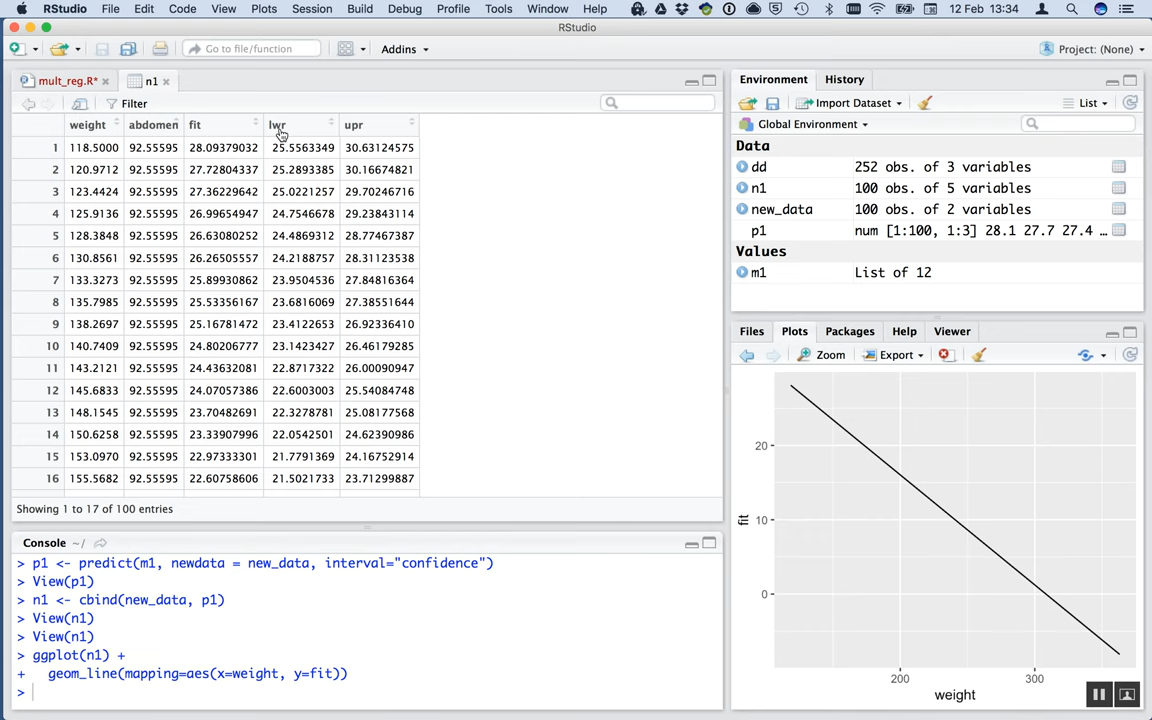 RStudio File Edit Code View Plots Session Build Debug Profile Tools Window Help 12 Feb 13:34
RStudio
Go to file/function Addins Project: (None)
mult_reg.R* n1
Filter
weight abdomen fit lwr upr
1 118.5000 92.55595 28.09379032 25.5563349 30.63124575
2 120.9712 92.55595 27.72804337 25.2893385 30.16674821
3 123.4424 92.55595 27.36229642 25.0221257 29.70246716
4 125.9136 92.55595 26.99654947 24.7546678 29.23843114
5 128.3848 92.55595 26.63080252 24.4869312 28.77467387
6 130.8561 92.55595 26.26505557 24.2188757 28.31123538
7 133.3273 92.55595 25.89930862 23.9504536 27.84816364
8 135.7985 92.55595 25.53356167 23.6816069 27.38551644
9 138.2697 92.55595 25.16781472 23.4122653 26.92336410
10 140.7409 92.55595 24.80206777 23.1423427 26.46179285
11 143.2121 92.55595 24.43632081 22.8717322 26.00090947
12 145.6833 92.55595 24.07057386 22.6003003 25.54084748
13 148.1545 92.55595 23.70482691 22.3278781 25.08177568
14 150.6258 92.55595 23.33907996 22.0542501 24.62390986
15 153.0970 92.55595 22.97333301 21.7791369 24.16752914
16 155.5682 92.55595 22.60758606 21.5021733 23.71299887
Showing 1 to 17 of 100 entries
Console ~/
> p1 <- predict(m1, newdata = new_data, interval="confidence")
> View(p1)
> n1 <- cbind(new_data, p1)
> View(n1)
> View(n1)
> ggplot(n1) +
+ geom_line(mapping=aes(x=weight, y=fit))
>
Environment History
Import Dataset List
Global Environment
Data
dd 252 obs. of 3 variables
n1 100 obs. of 5 variables
new_data 100 obs. of 2 variables
p1 num [1:100, 1:3] 28.1 27.7 27.4 …
Values
m1 List of 12
Files Plots Packages Help Viewer
Zoom Export
20
10
0
fit
200 300
weight